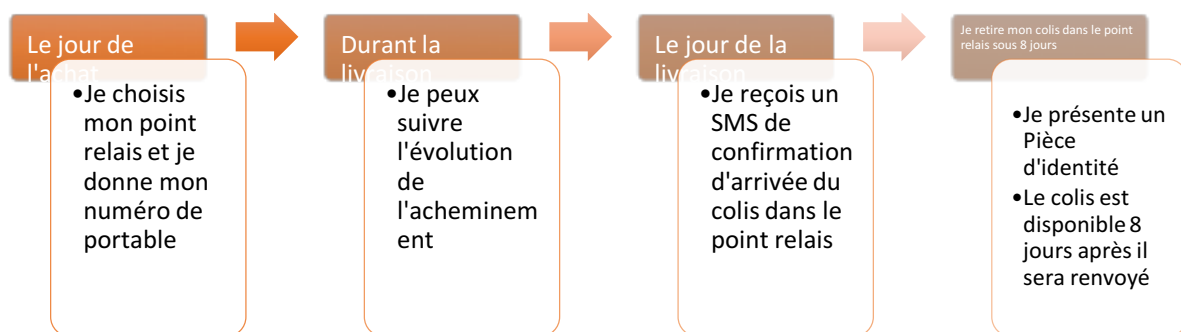 Le jour de
l'achat
•Je choisis
mon point
relais et je
donne mon
numéro de
portable
Durant la
livraison
•Je peux
suivre
l'évolution
de
l'acheminem
ent
Le jour de la
livraison
•Je reçois un
SMS de
confirmation
d'arrivée du
colis dans le
point relais
Je retire mon colis dans le point
relais sous 8 jours
•Je présente un
Pièce
d'identité
•Le colis est
disponible 8
jours après il
sera renvoyé